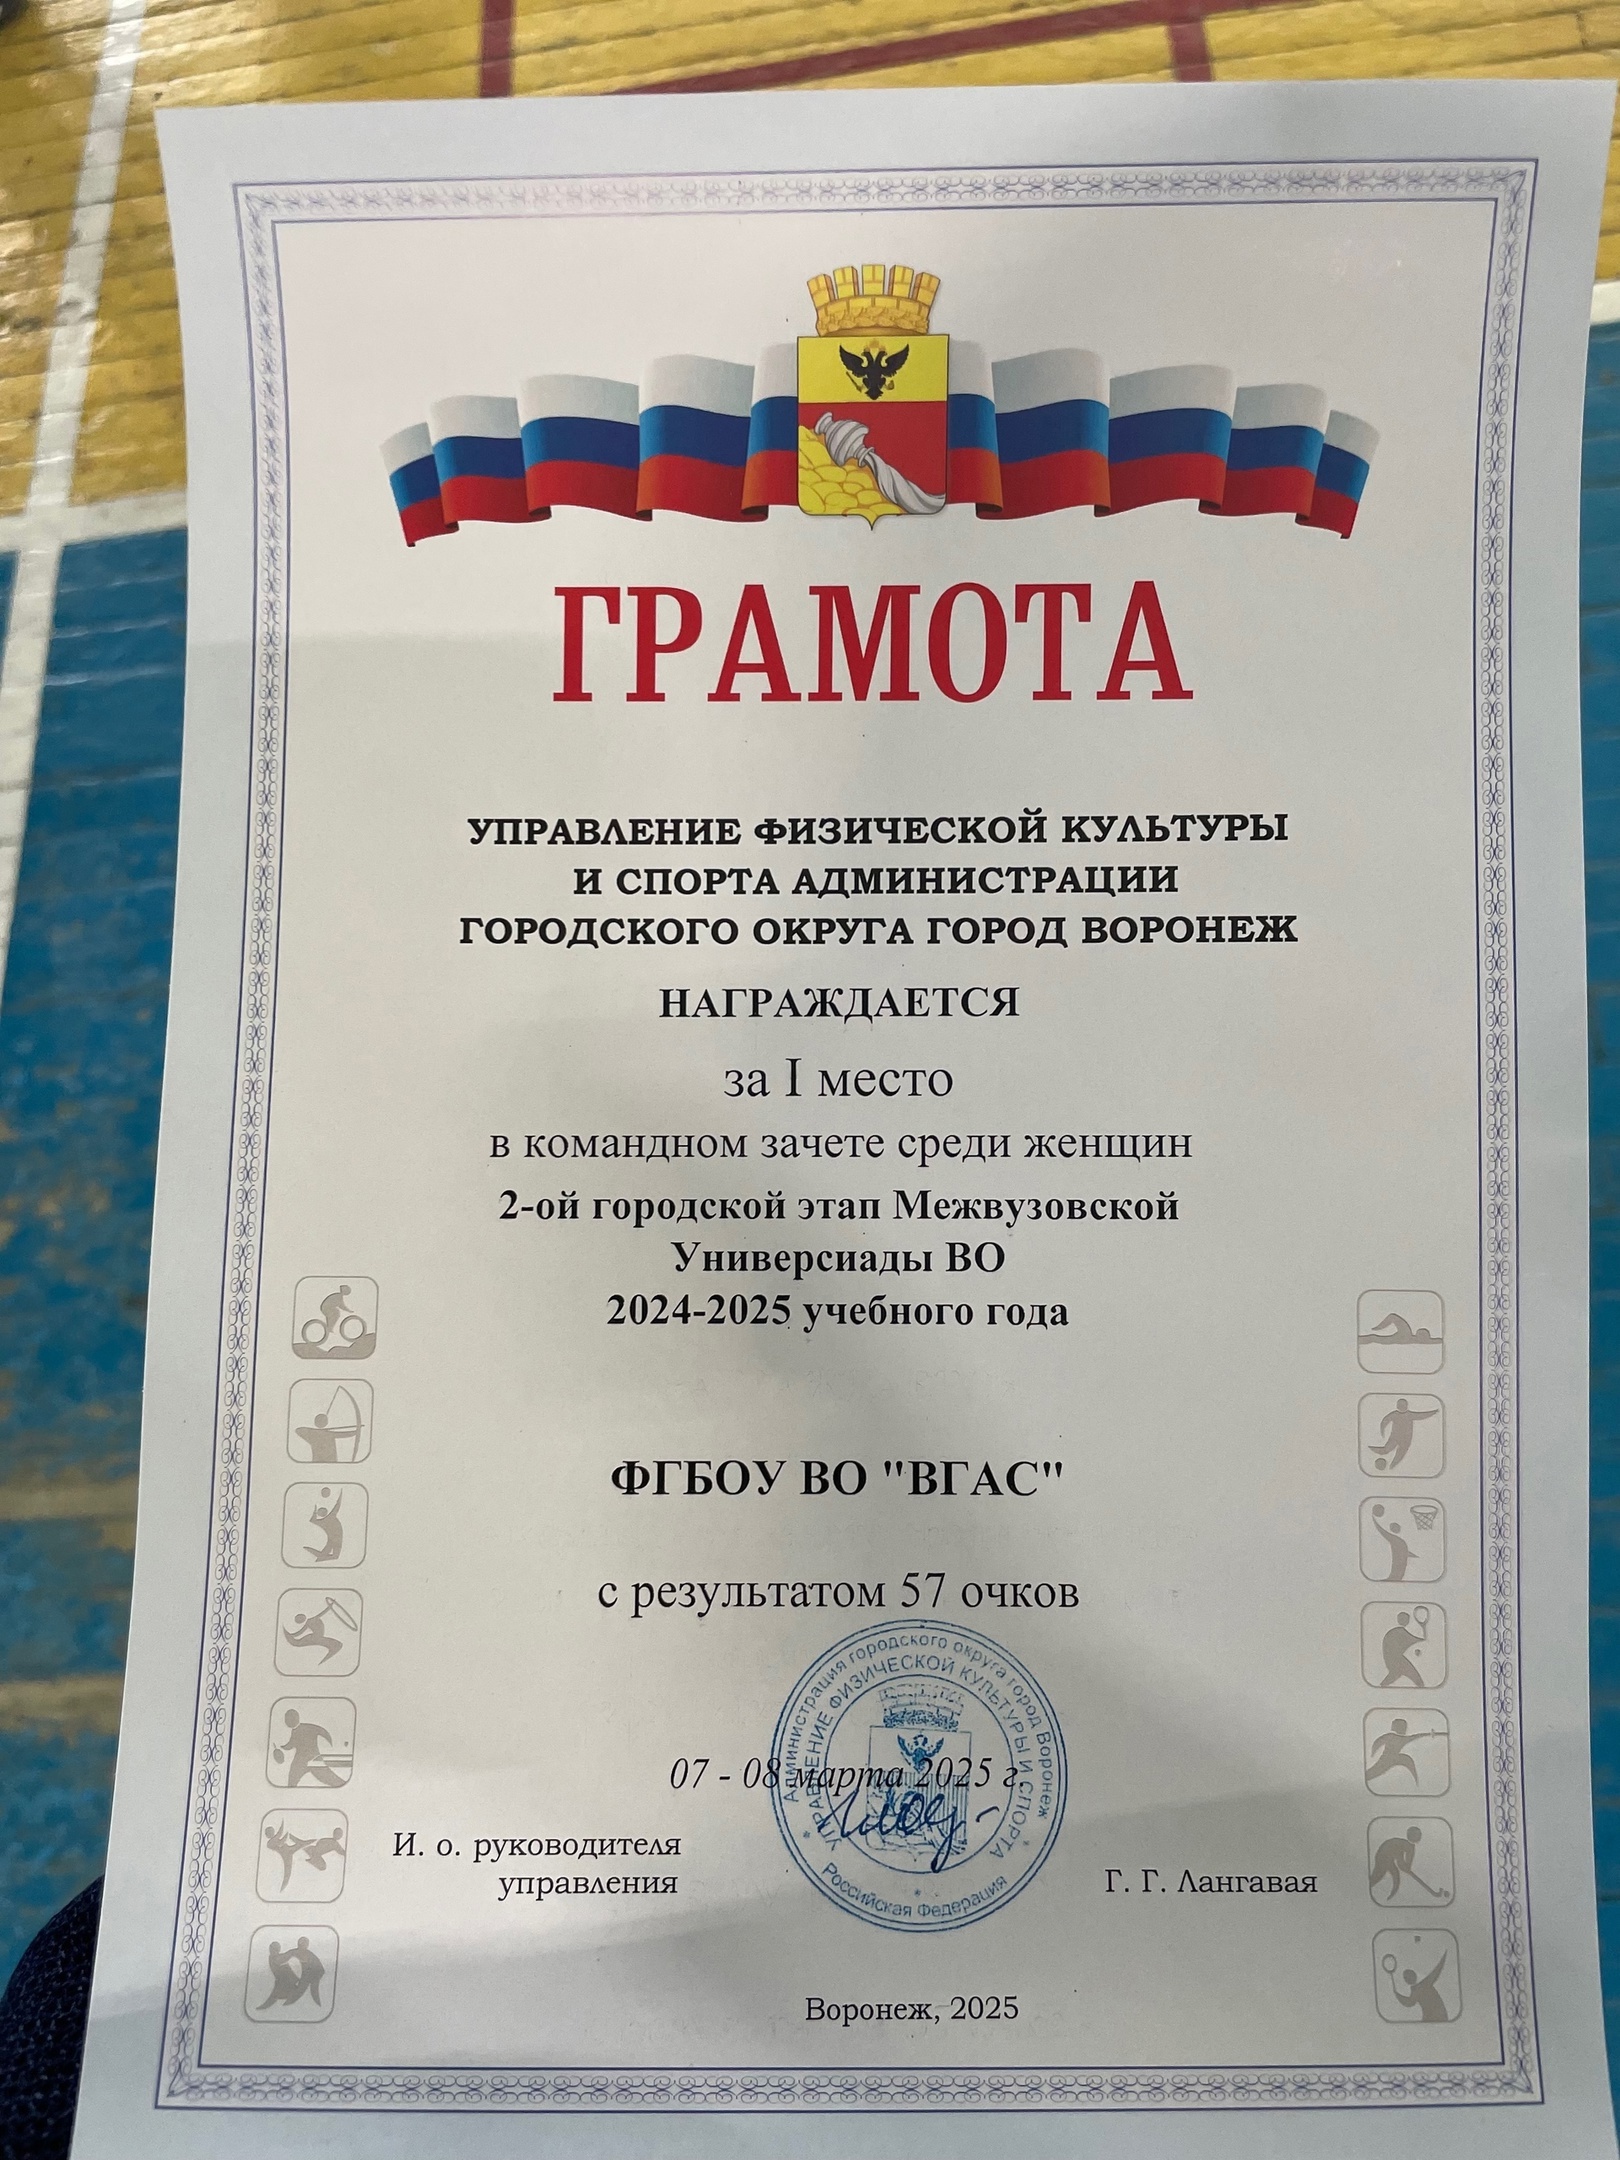 ГРАМОТА
УПРАВЛЕНИЕ ФИЗИЧЕСКОЙ КУЛЬТУРЫ
И СПОРТА АДМИНИСТРАЦИИ
ГОРОДСКОГО ОКРУГА ГОРОД ВОРОНЕЖ
НАГРАЖДАЕТСЯ
за I место
в командном зачете среди женщин
2-ой городской этап Межвузовской
Универсиады ВО
2024-2025 учебного года
ФГБОУ ВО "ВГАС"
с результатом 57 очков
Администрация городского округа город Воронеж
УПРАВЛЕНИЕ ФИЗИЧЕСКОЙ КУЛЬТУРЫ И СПОРТА
Российская Федерация
07 - 08 марта 2025 г.
И. о. руководителя
управления
Г. Г. Лангавая
Воронеж, 2025